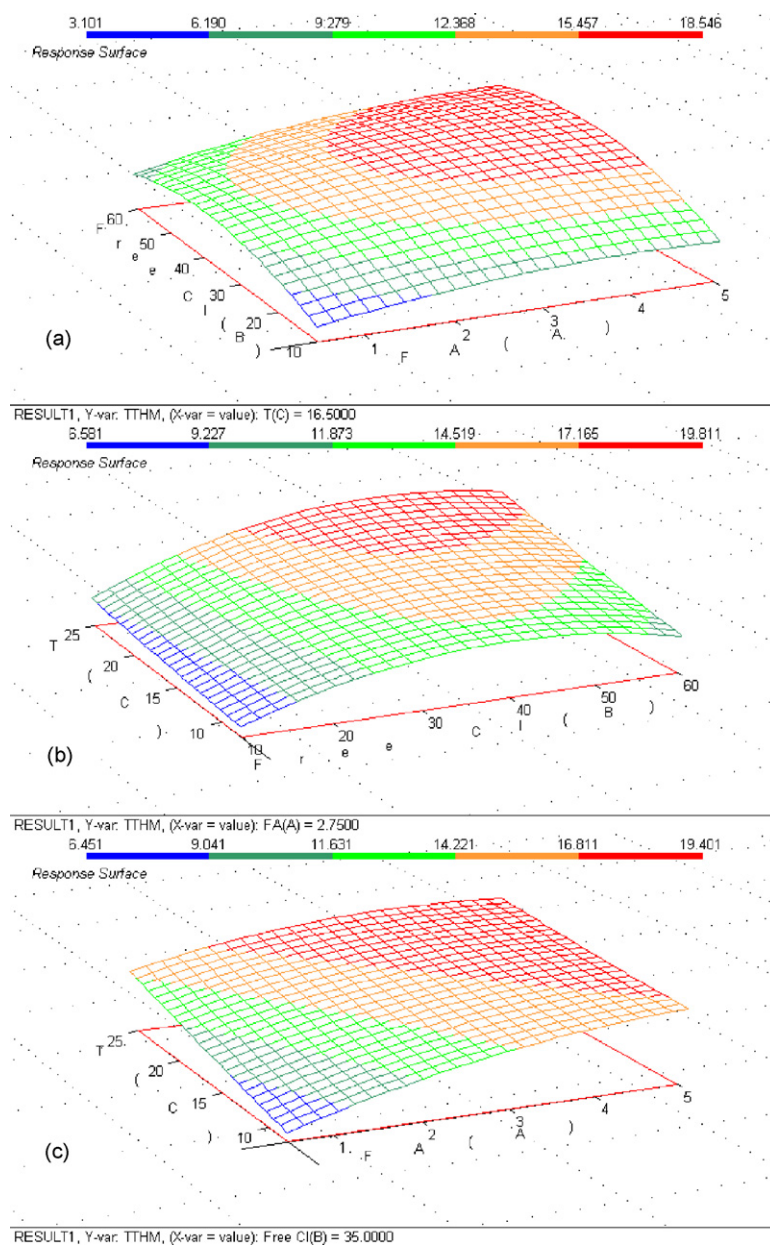 3.101 6.190 9.279 12.368 15.457 18.546
Response Surface
F r e e C l ( B )
60 50 40 30 20 10
1 2 3 4 5
F A ( A )
(a)
RESULT1, Y-var: TTHM, (X-var = value): T(C) = 16.5000
6.581 9.227 11.873 14.519 17.165 19.811
Response Surface
T ( C )
25 20 15 10
10 20 30 40 50 60
F r e e C l ( B )
(b)
RESULT1, Y-var: TTHM, (X-var = value): FA(A) = 2.7500
6.451 9.041 11.631 14.221 16.811 19.401
Response Surface
T ( C )
25 20 15 10
1 2 3 4 5
F A ( A )
(c)
RESULT1, Y-var: TTHM, (X-var = value): Free Cl(B) = 35.0000